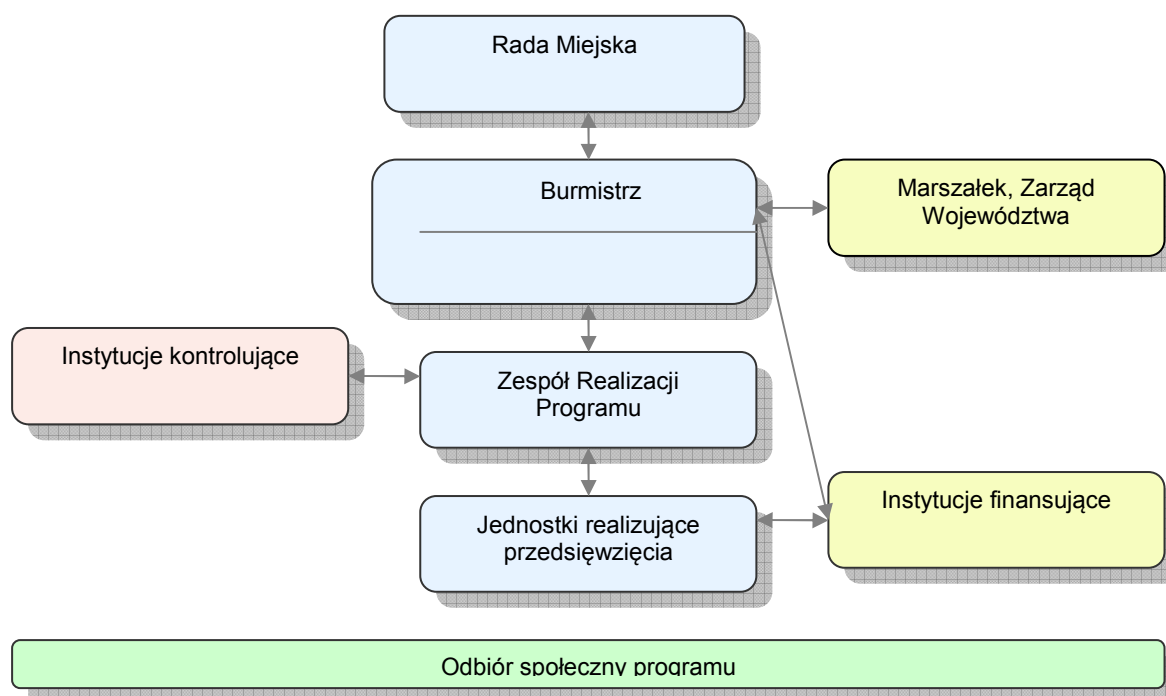 Rada Miejska
Burmistrz
Marszałek, Zarząd
Województwa
Instytucje kontrolujące
Zespół Realizacji
Programu
Instytucje finansujące
Jednostki realizujące
przedsięwzięcia
Odbiór społeczny programu